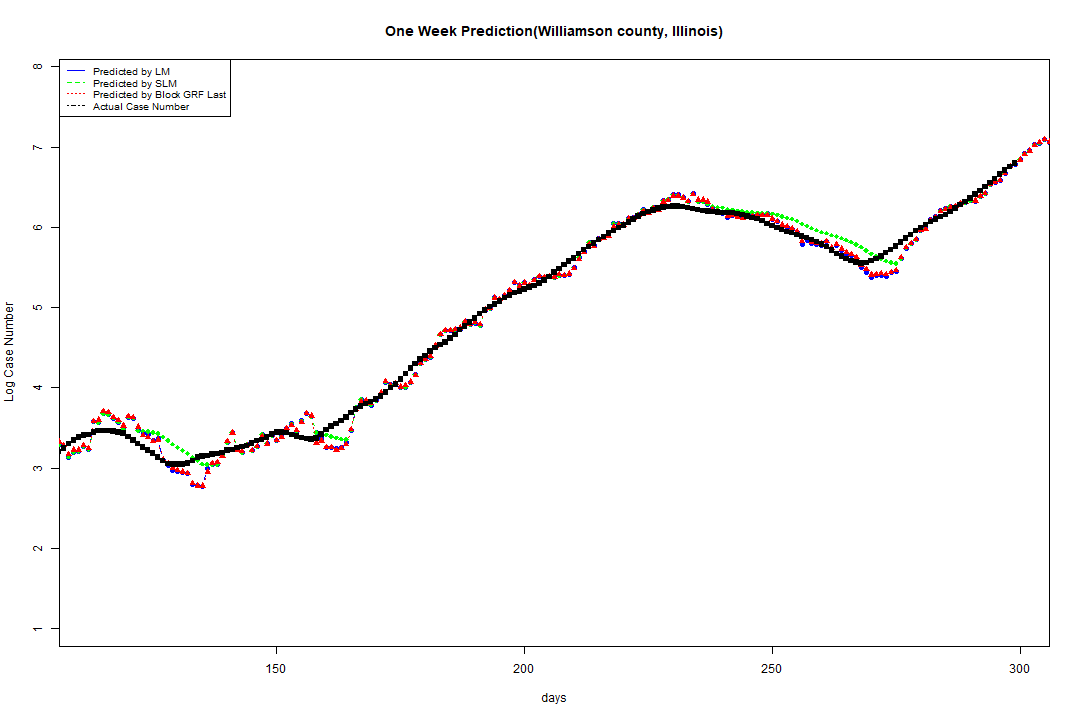 One Week Prediction(Williamson county, Illinois)
Predicted by LM
Predicted by SLM
Predicted by Block GRF Last
Actual Case Number
8
7
6
5
4
3
2
1
Log Case Number
150
200
250
300
days